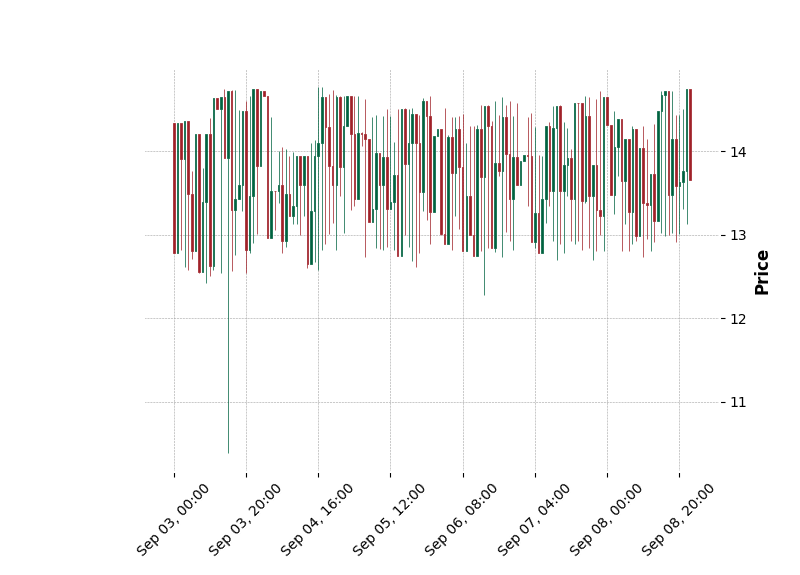 14
13
12
11
Price
Sep 03, 00:00
Sep 03, 20:00
Sep 04, 16:00
Sep 05, 12:00
Sep 06, 08:00
Sep 07, 04:00
Sep 08, 00:00
Sep 08, 20:00